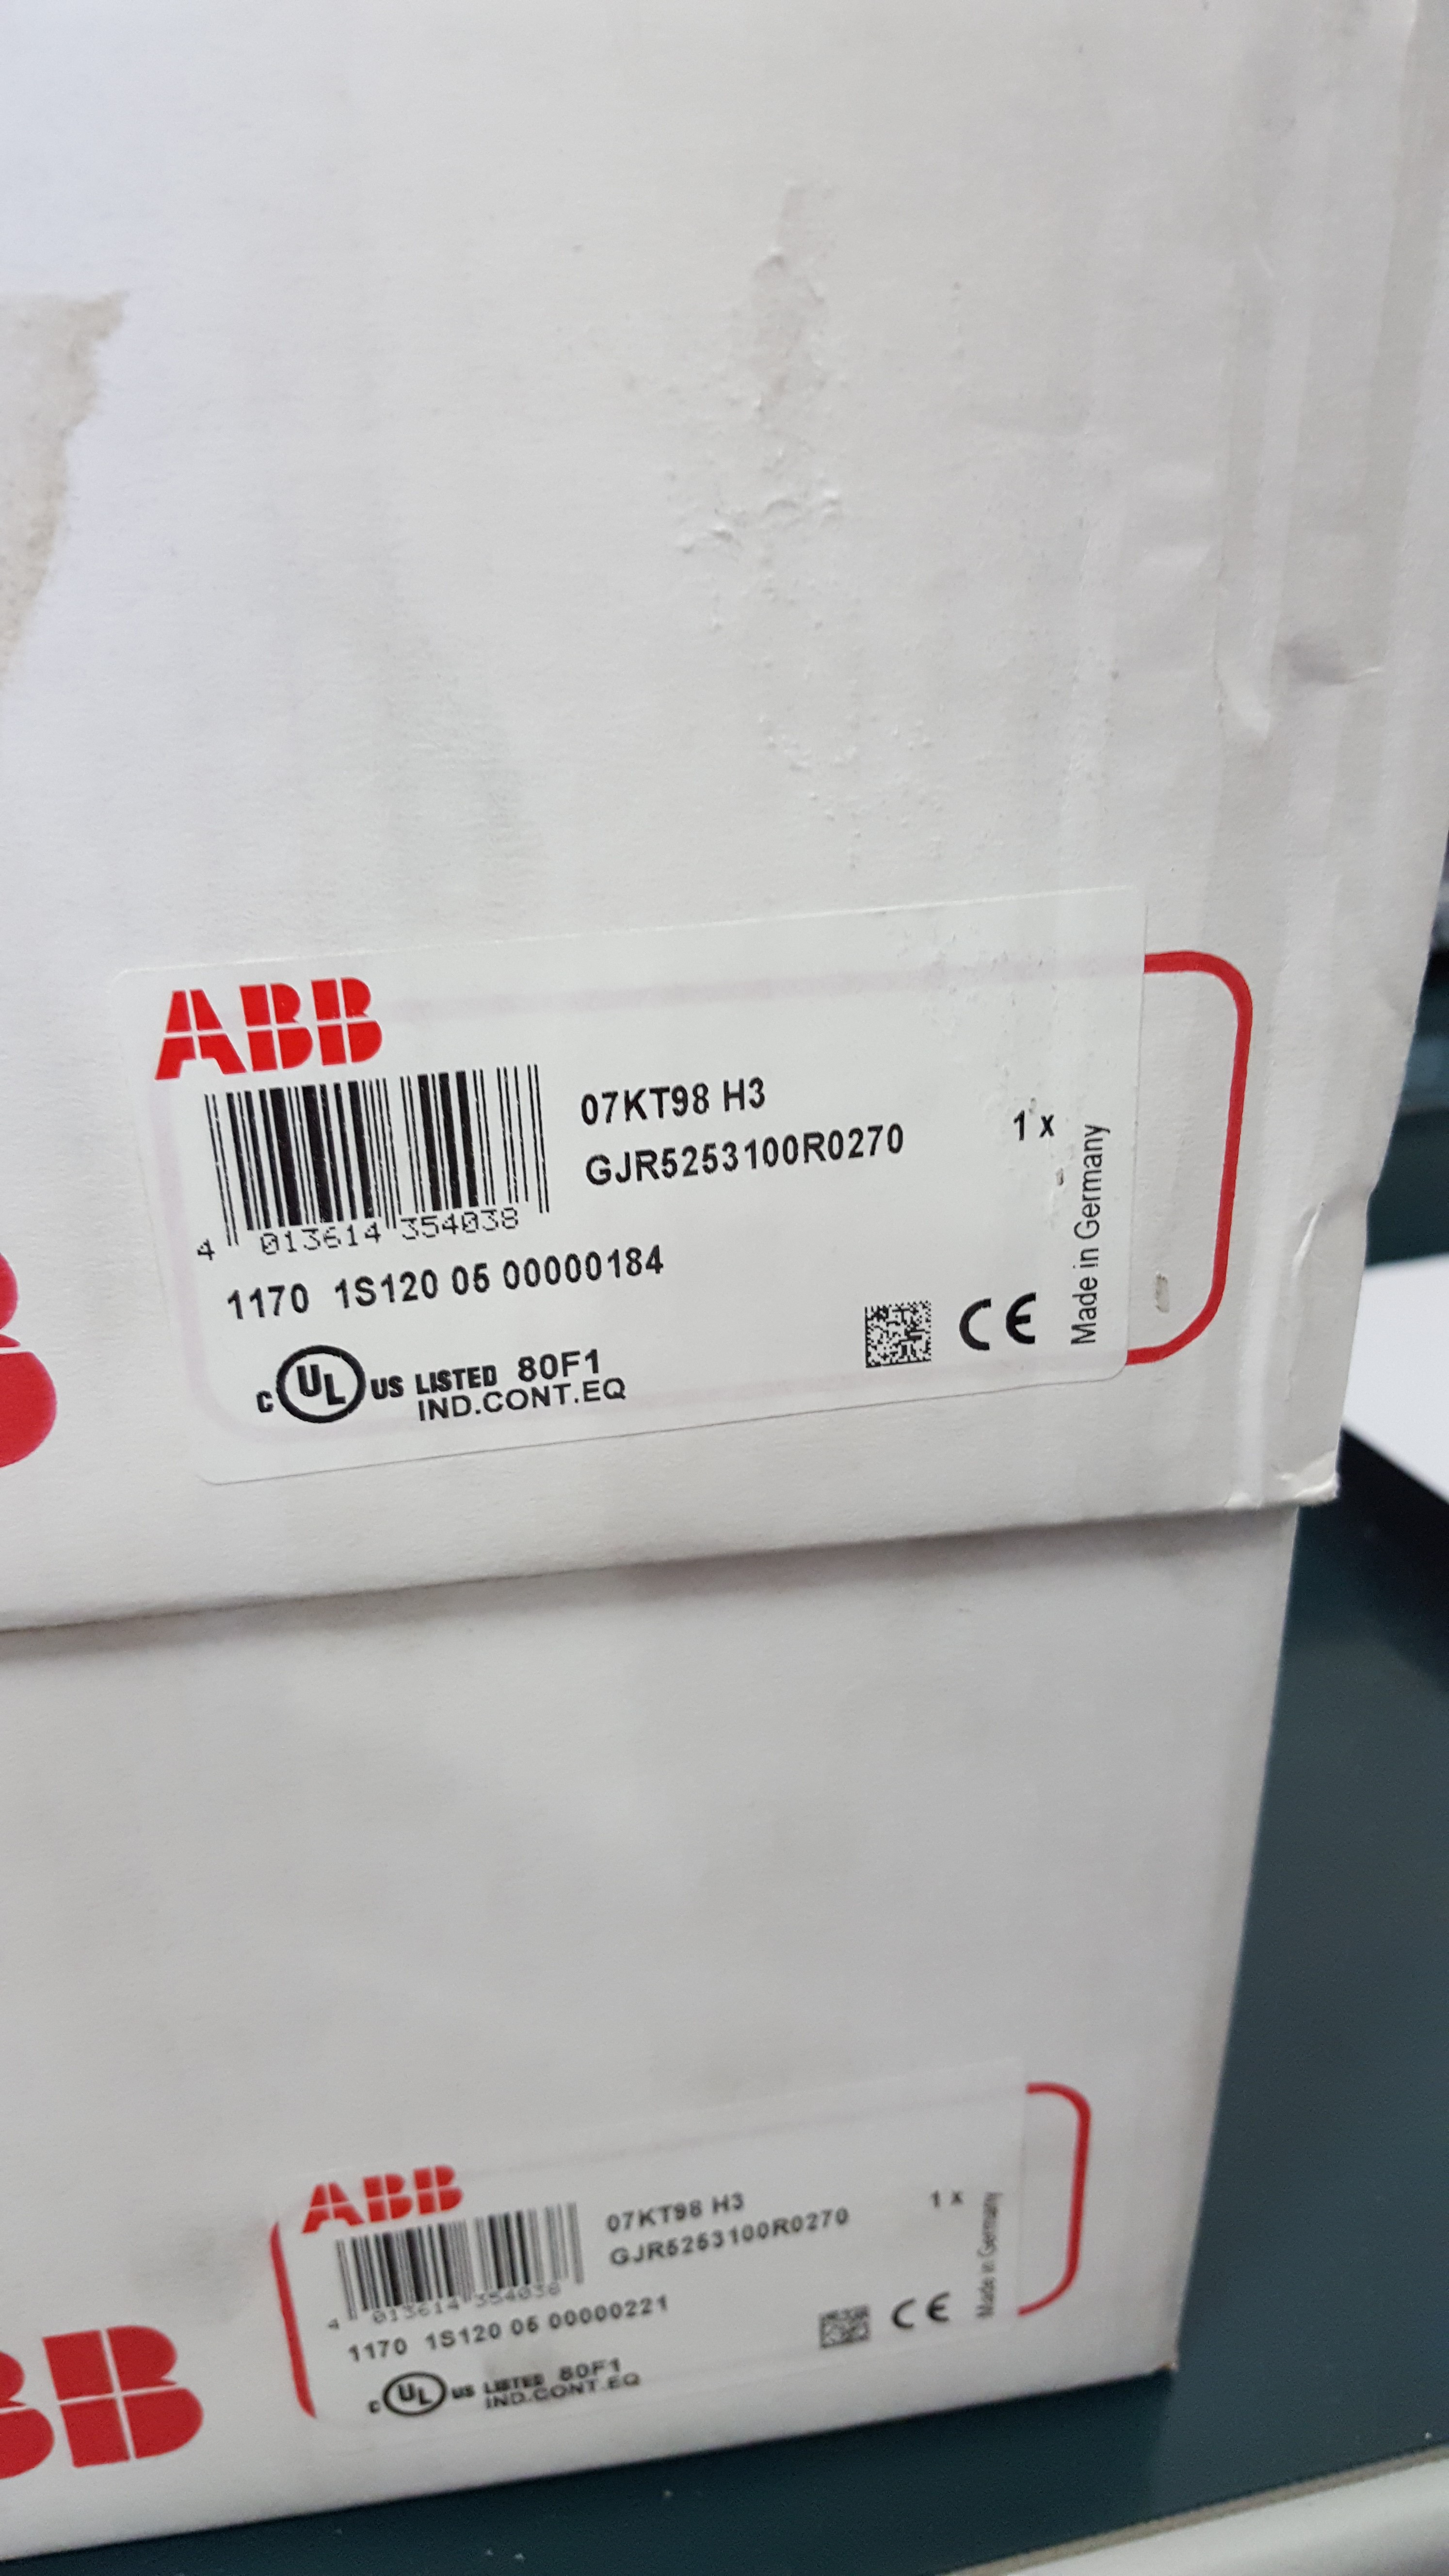 ABB
07KT98 H3
GJR5253100R0270
1 x
Made in Germany
4 013614 354038
1170 1S120 05 00000184
c UL US LISTED 80F1
IND.CONT.EQ
CE
ABB
07KT98 H3
GJR5253100R0270
1 x
Made in Germany
4 013614 354038
1170 1S120 05 00000221
c UL US LISTED 80F1
IND.CONT.EQ
CE
BB